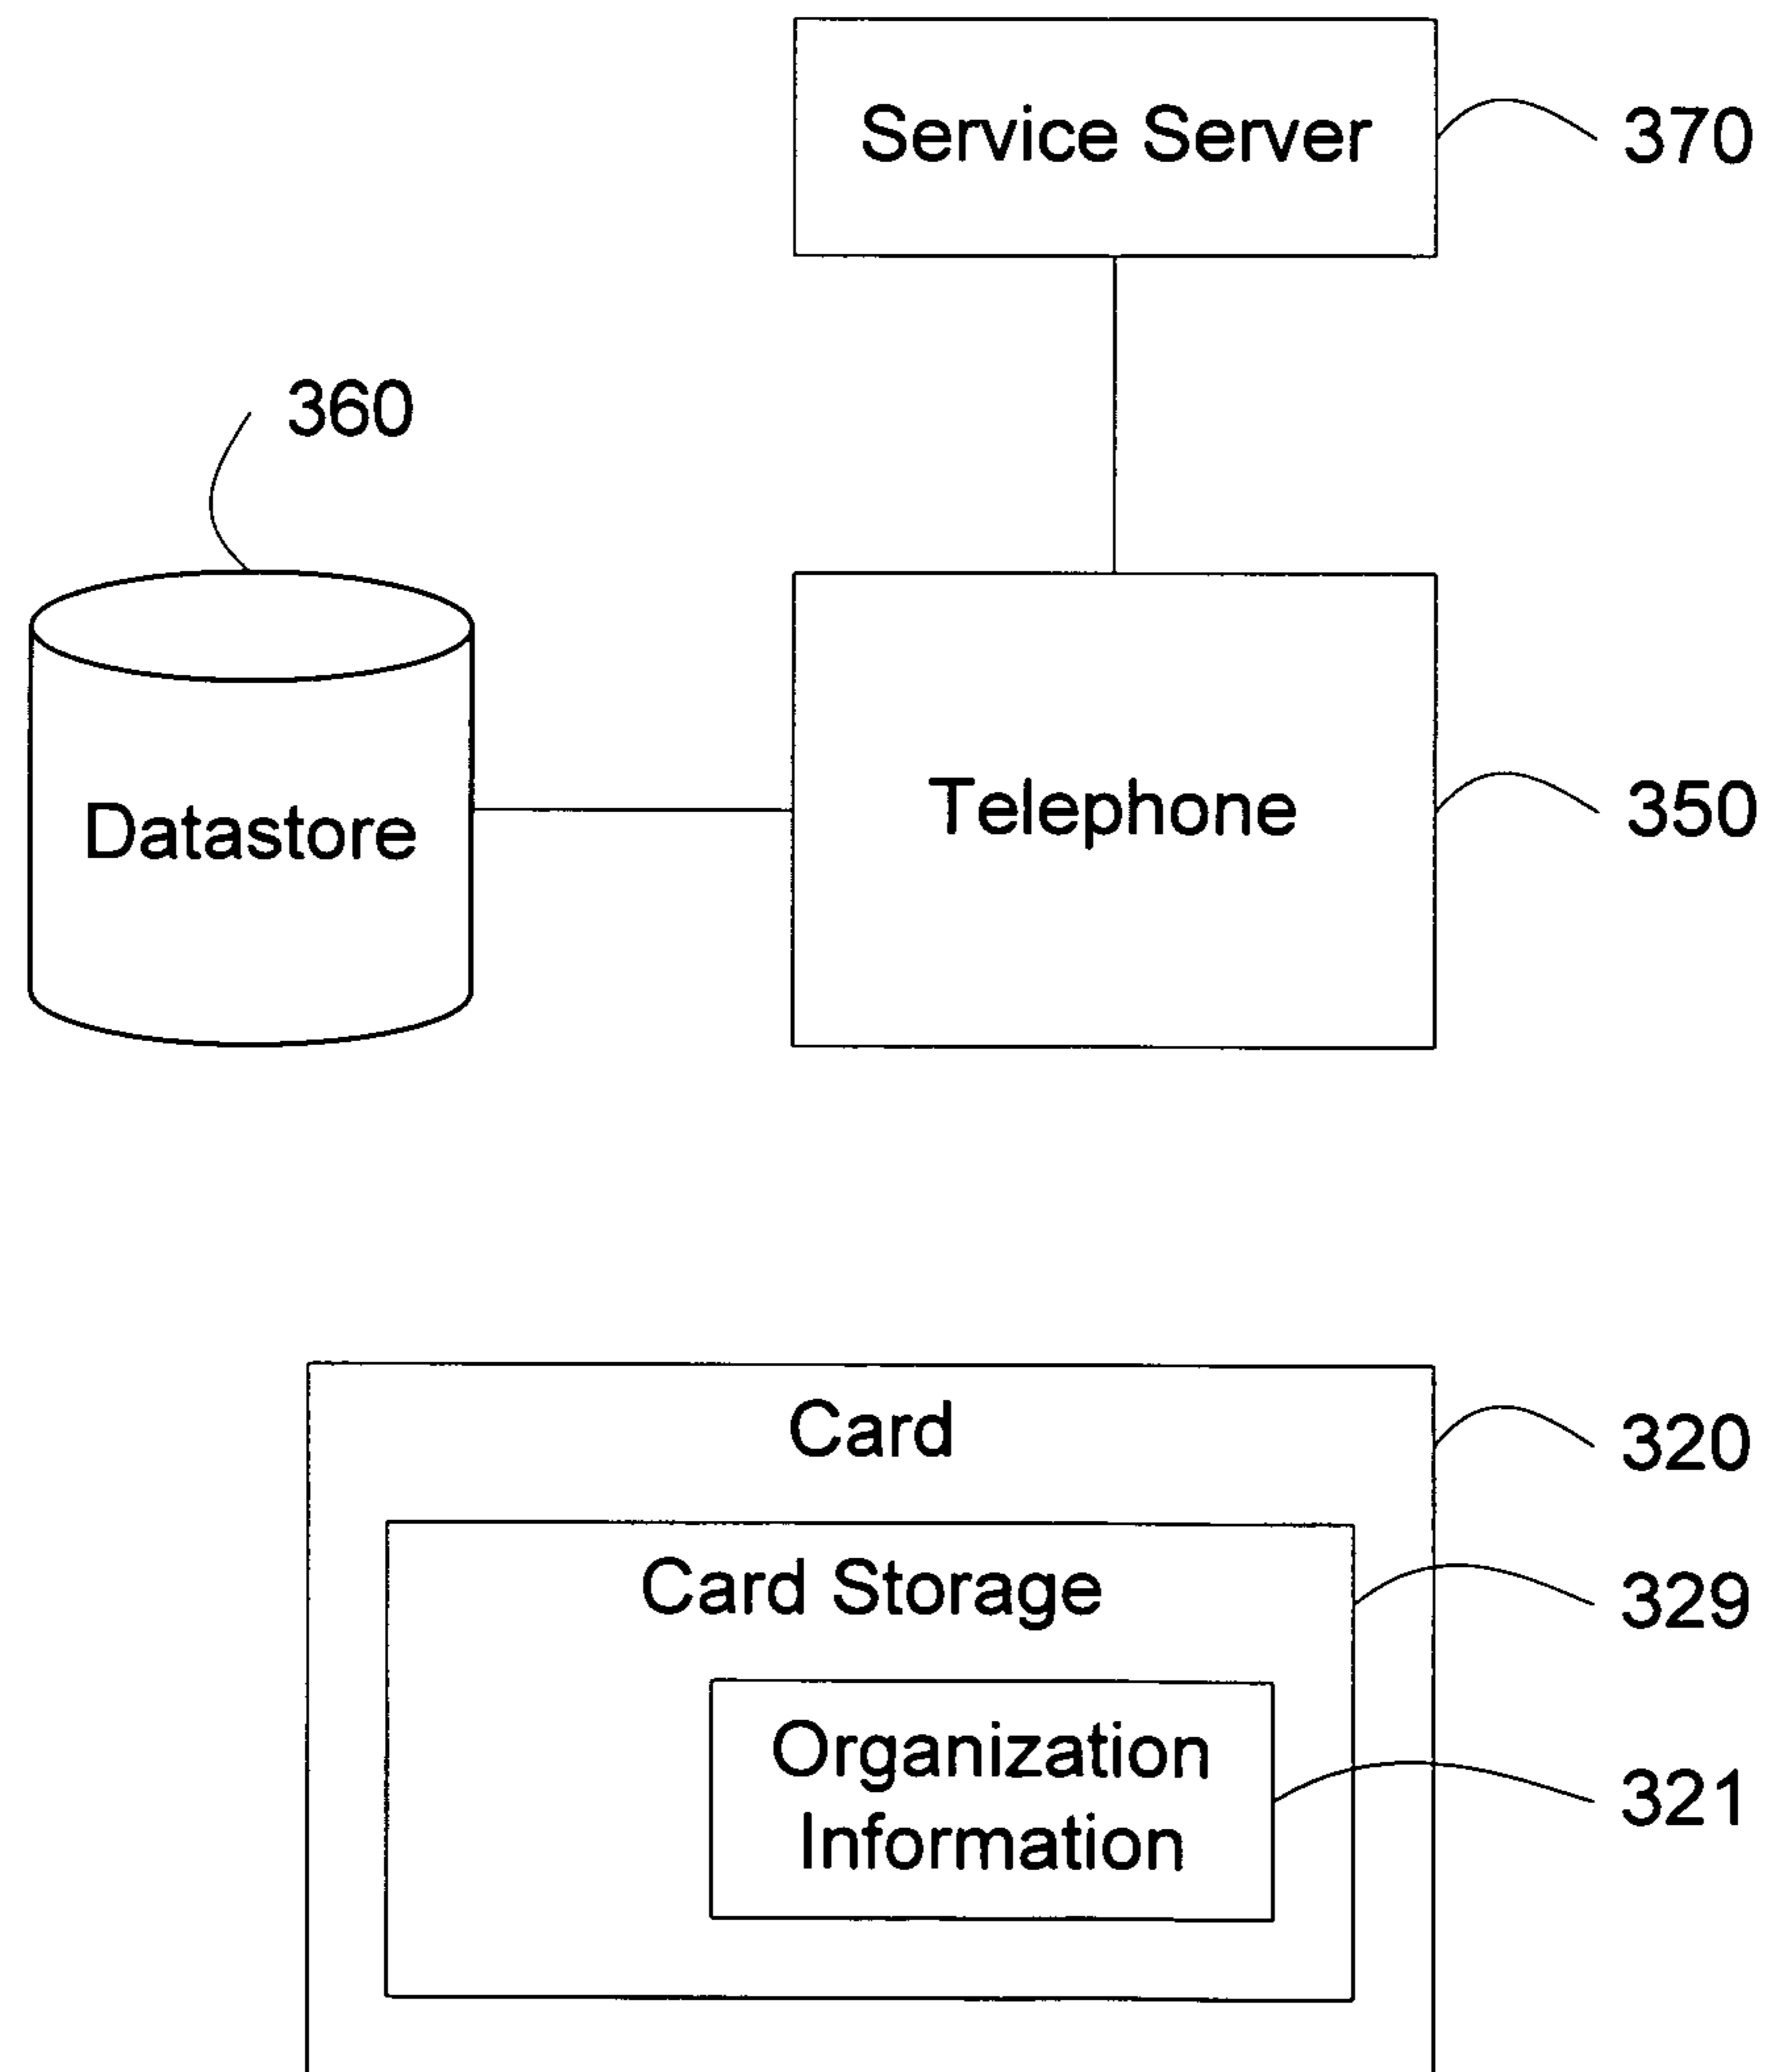 Service Server
370
360
Datastore
Telephone
350
Card
320
Card Storage
329
Organization
Information
321